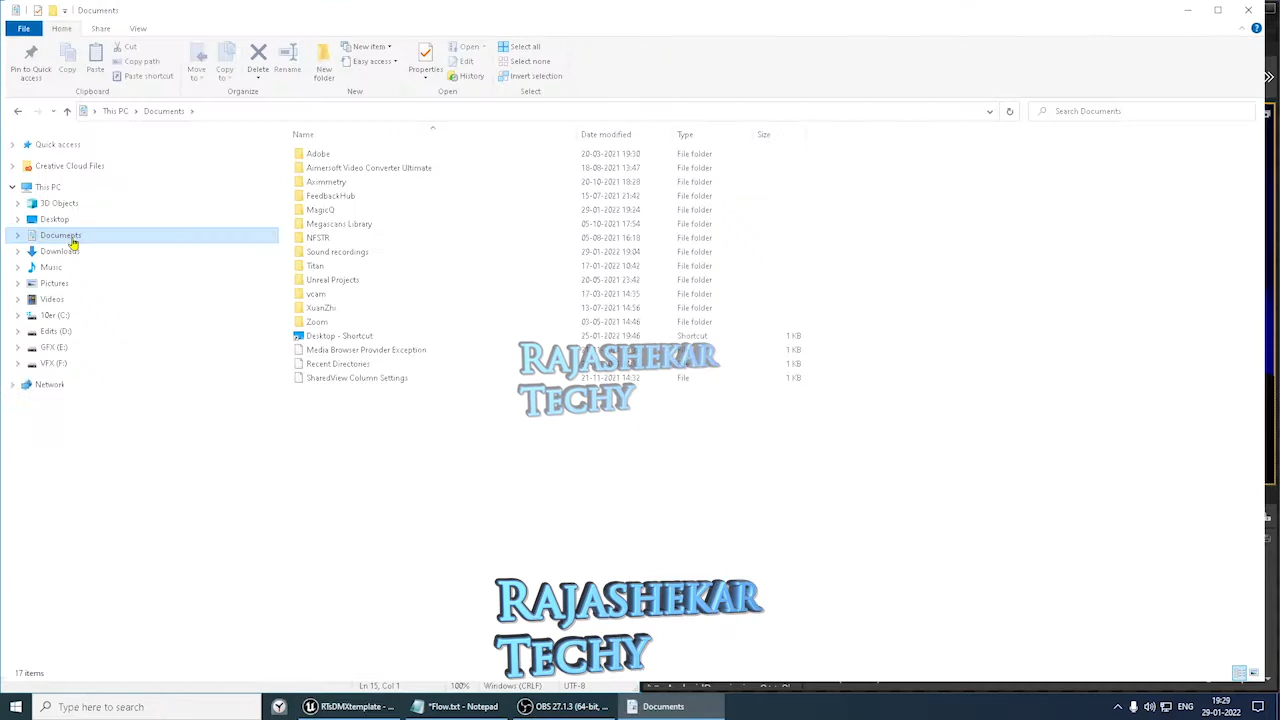 Documents
File
Home
Share
View
Pin to Quick access
Copy
Paste
Cut
Copy path
Paste shortcut
Clipboard
Move to
Copy to
Delete
Rename
Organize
New folder
New item
Easy access
New
Properties
Open
Edit
History
Open
Select all
Select none
Invert selection
Select
This PC > Documents >
Search Documents
Name Date modified Type Size
Quick access
Creative Cloud Files
This PC
3D Objects
Desktop
Documents
Downloads
Music
Pictures
Videos
10er (C:)
Edits (D:)
GFX (E:)
VFX (F:)
Network
Adobe 20-03-2021 19:30 File folder
Aimersoft Video Converter Ultimate 18-08-2021 13:47 File folder
Aximmetry 20-10-2021 18:28 File folder
FeedbackHub 15-07-2021 21:42 File folder
MagicQ 29-01-2022 19:24 File folder
Megascans Library 05-10-2021 17:54 File folder
NFSTR 05-08-2021 16:18 File folder
Sound recordings 29-01-2022 19:04 File folder
Titan 17-01-2022 10:42 File folder
Unreal Projects 20-05-2021 23:42 File folder
vcam 17-03-2021 14:35 File folder
XuanZhi 13-07-2021 14:56 File folder
Zoom 03-05-2021 14:46 File folder
Desktop - Shortcut 25-01-2022 19:46 Shortcut 1 KB
Media Browser Provider Exception 1 KB
Recent Directories 1 KB
SharedView Column Settings 21-11-2021 14:32 File 1 KB
Rajashekar
Techy
Rajashekar
Techy
17 items
Ln 15, Col 1 100% Windows (CRLF) UTF-8
Type here to search
RTsDMXtemplate - ...
*Flow.txt - Notepad
OBS 27.1.3 (64-bit, ...
Documents
ENG
19:29
29-01-2022